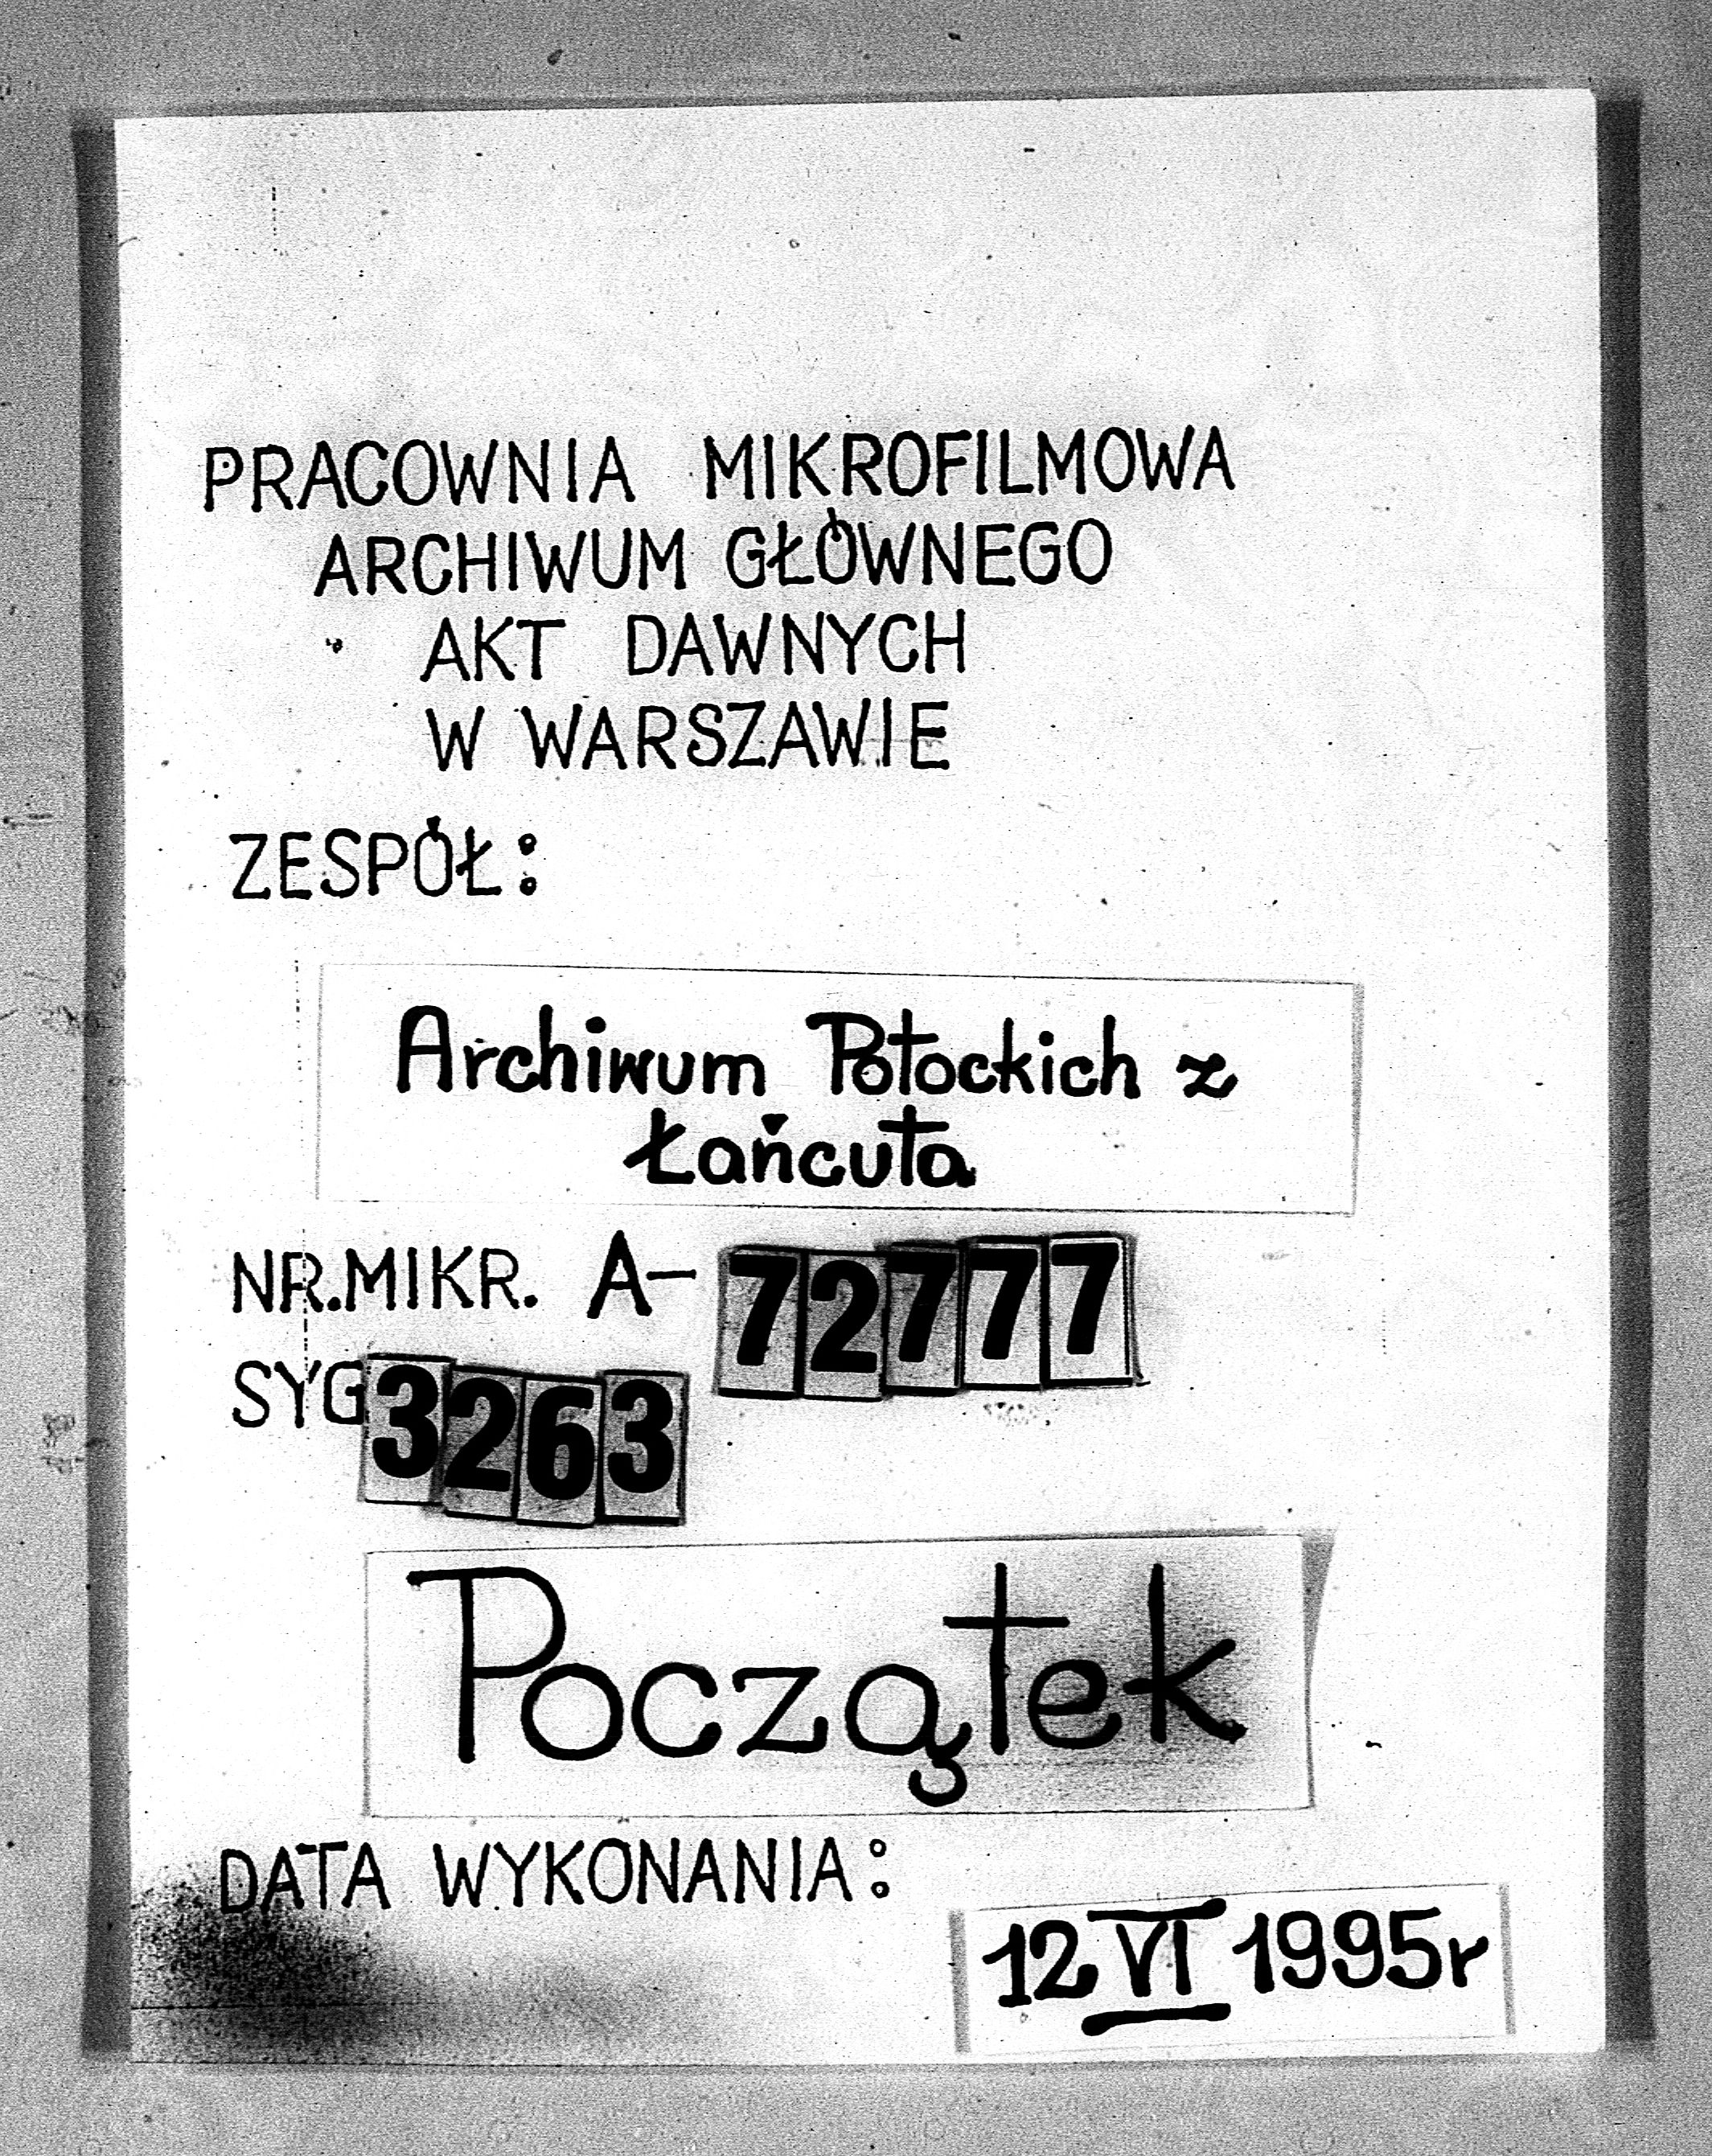 PRACOWNIA MIKROFILMOWA
ARCHIWUM GŁÓWNEGO
AKT DAWNYCH
W WARSZAWIE
ZESPÓŁ:
Archiwum Potockich z
Łańcuta
NR.MIKR. A- 72777
SYG 3263
Początek
DATA WYKONANIA:
12 VI 1995r